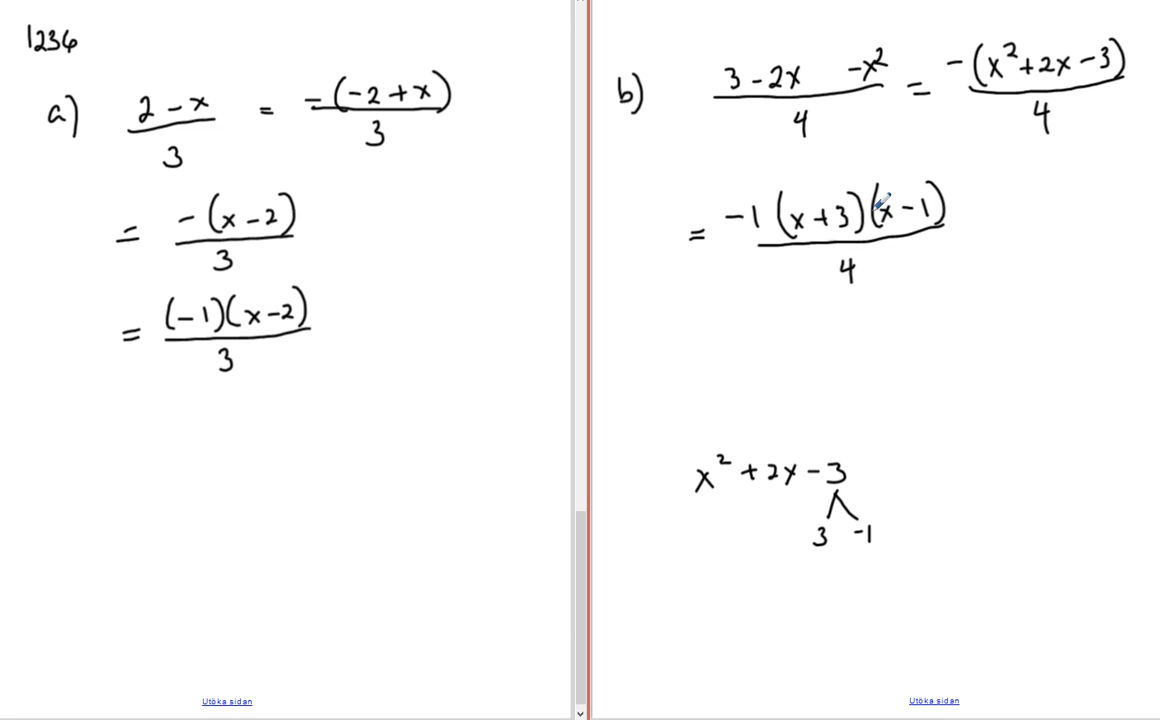 1236
a) (2 - x)/3 = -(-2 + x)/3
= -(x - 2)/3
= (-1)(x - 2)/3
Utöka sidan
b) (3 - 2x - x²)/4 = -(x² + 2x - 3)/4
= -1 (x + 3)(x - 1)/4
x² + 2x - 3
3 -1
Utöka sidan